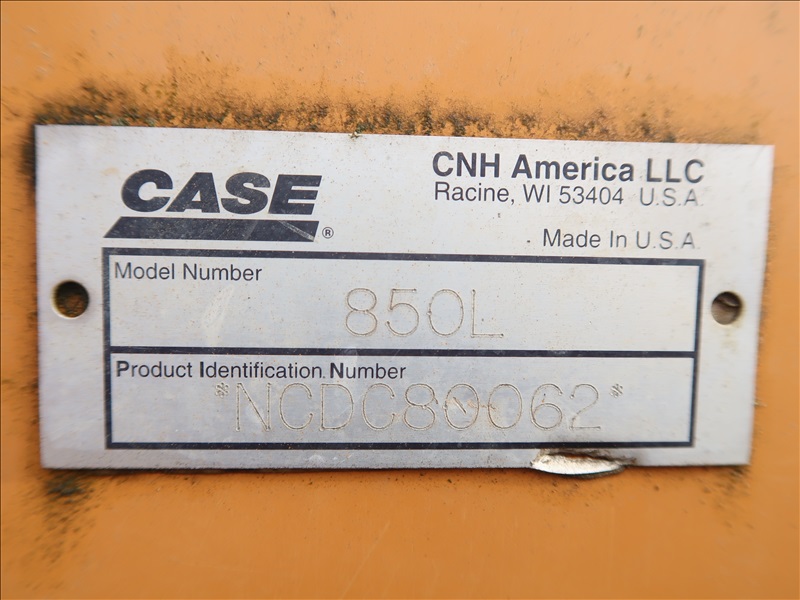 CASE®
CNH America LLC
Racine, WI 53404 U.S.A.
Made In U.S.A.
Model Number
850L
Product Identification Number
*NCDC80062*